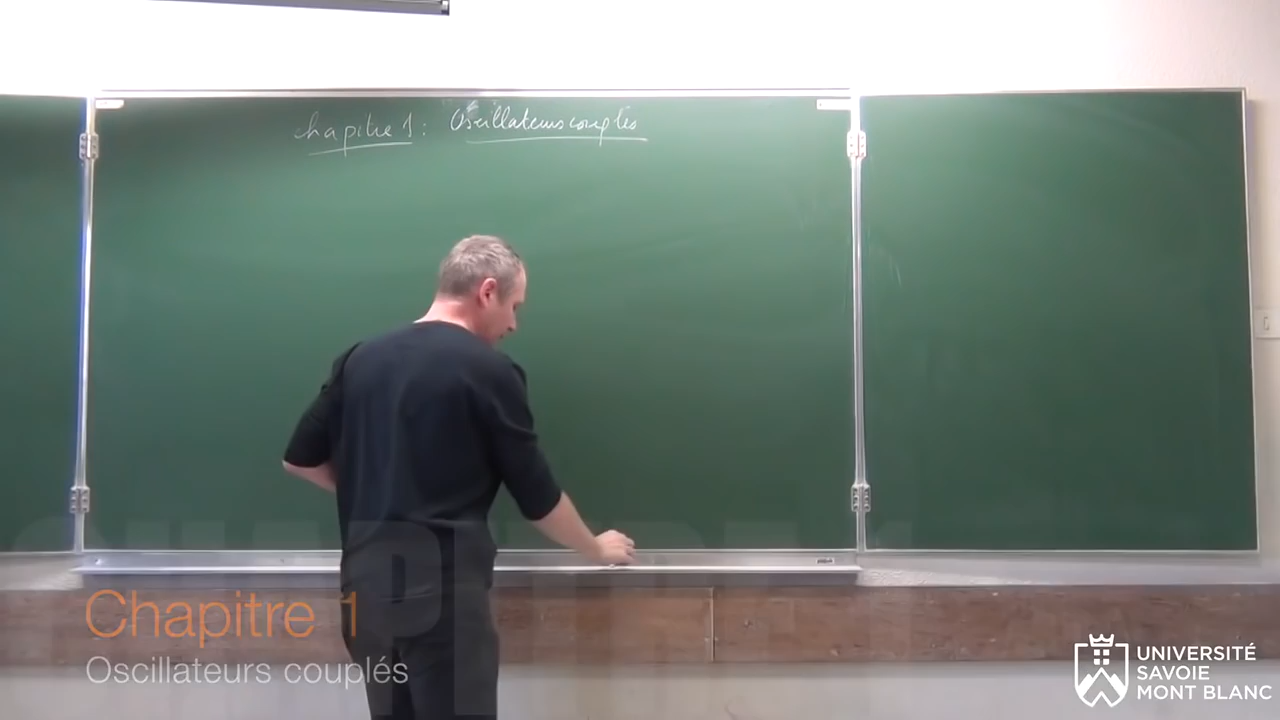 chapitre 1 : Oscillateurs couplés
Chapitre 1
Oscillateurs couplés
UNIVERSITÉ
SAVOIE
MONT BLANC